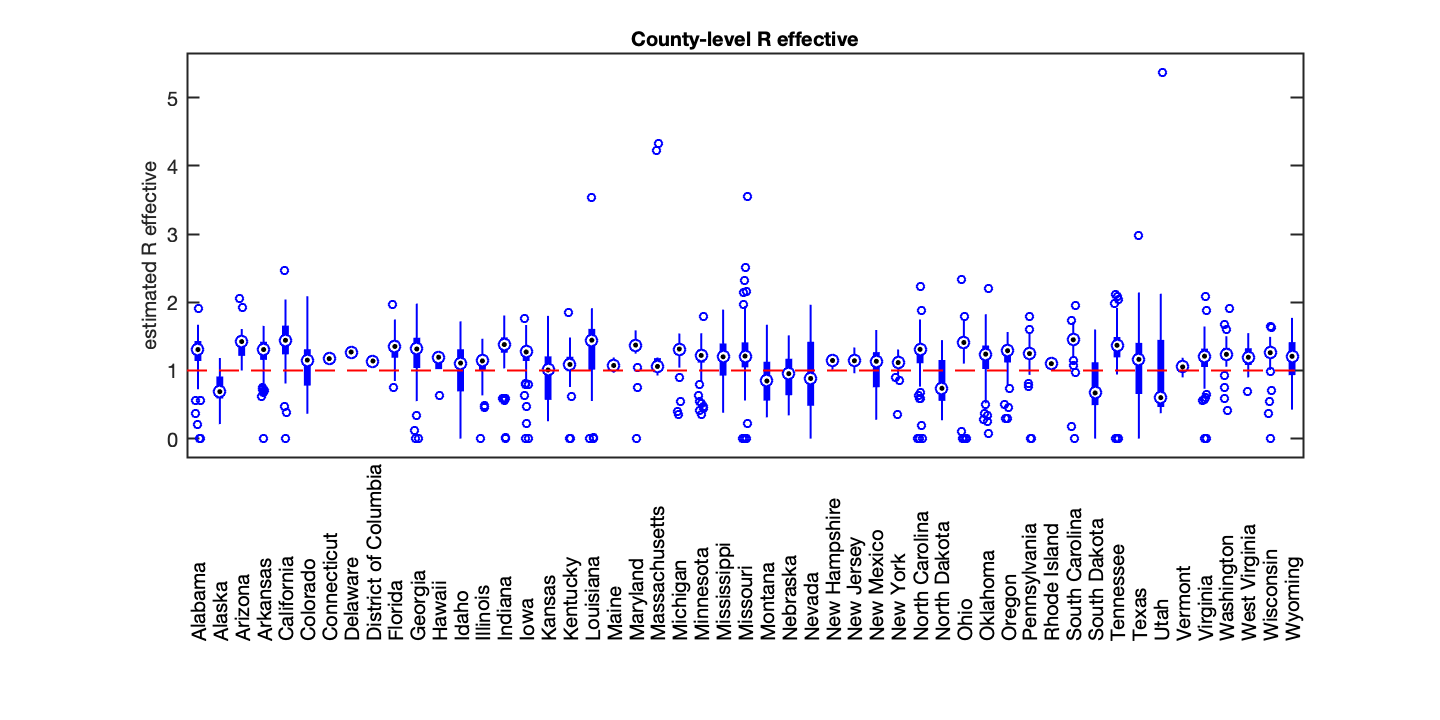 County-level R effective
estimated R effective
5
4
3
2
1
0
Alabama
Alaska
Arizona
Arkansas
California
Colorado
Connecticut
Delaware
District of Columbia
Florida
Georgia
Hawaii
Idaho
Illinois
Indiana
Iowa
Kansas
Kentucky
Louisiana
Maine
Maryland
Massachusetts
Michigan
Minnesota
Mississippi
Missouri
Montana
Nebraska
Nevada
New Hampshire
New Jersey
New Mexico
New York
North Carolina
North Dakota
Ohio
Oklahoma
Oregon
Pennsylvania
Rhode Island
South Carolina
South Dakota
Tennessee
Texas
Utah
Vermont
Virginia
Washington
West Virginia
Wisconsin
Wyoming